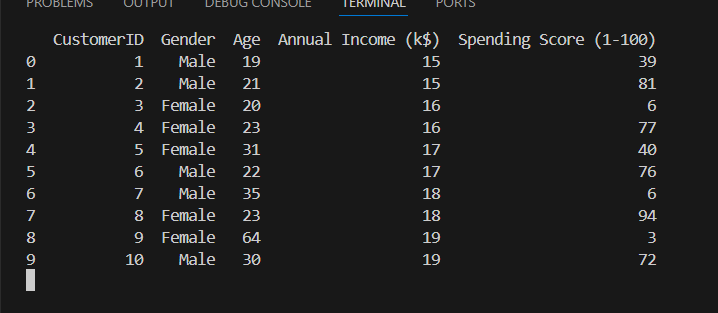 PROBLEMS OUTPUT DEBUG CONSOLE TERMINAL PORTS
CustomerID Gender Age Annual Income (k$) Spending Score (1-100)
0 1 Male 19 15 39
1 2 Male 21 15 81
2 3 Female 20 16 6
3 4 Female 23 16 77
4 5 Female 31 17 40
5 6 Male 22 17 76
6 7 Male 35 18 6
7 8 Female 23 18 94
8 9 Female 64 19 3
9 10 Male 30 19 72